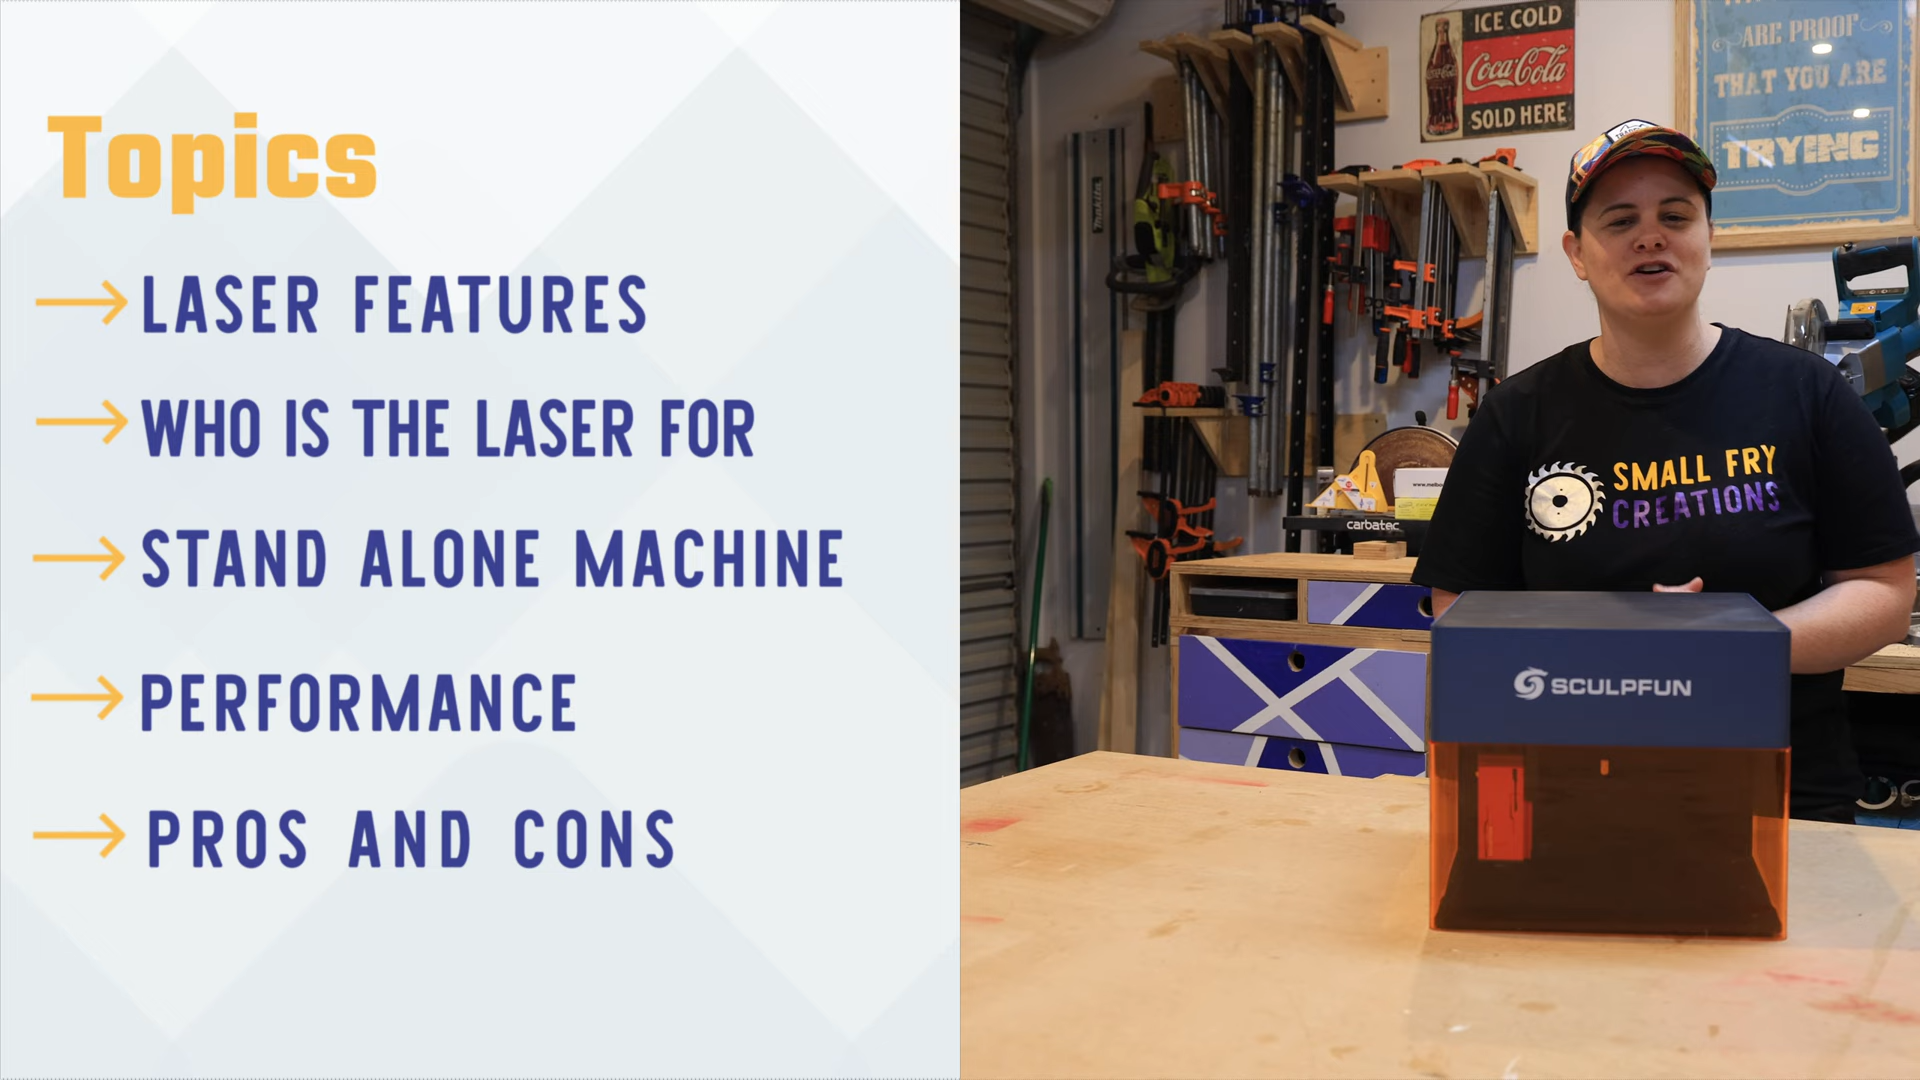 Topics
LASER FEATURES
WHO IS THE LASER FOR
STAND ALONE MACHINE
PERFORMANCE
PROS AND CONS
ICE COLD
Coca-Cola
SOLD HERE
ARE PROOF
THAT YOU ARE
TRYING
makita
carbatec
SMALL FRY
CREATIONS
SCULPFUN